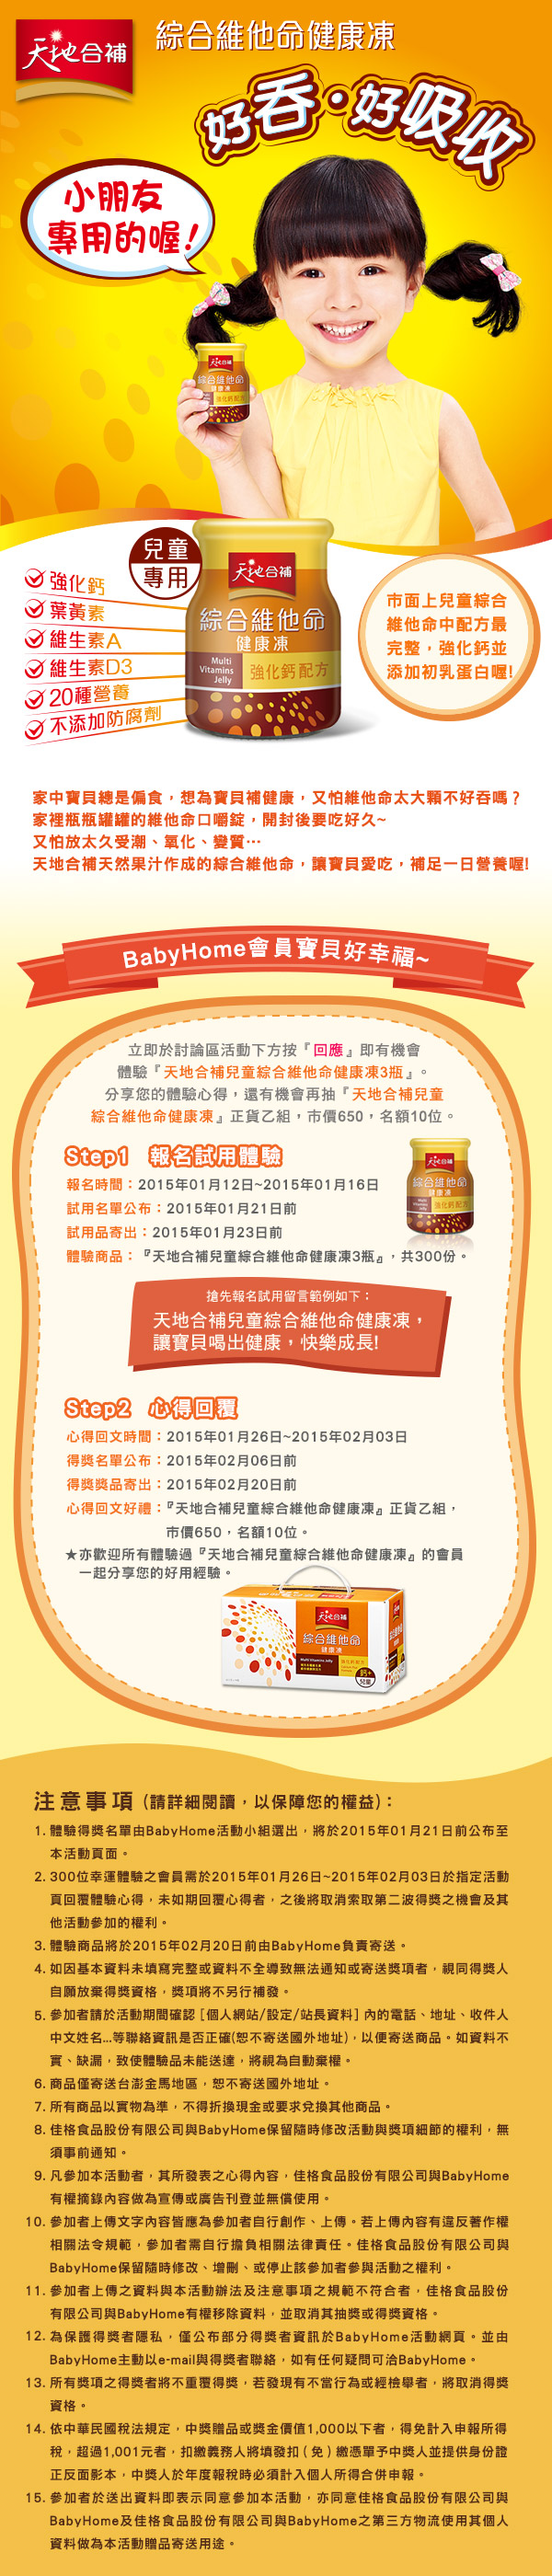 天地合補
綜合維他命健康凍
好吞・好吸收
小朋友
專用的喔!
天地合補
綜合維他命
健康凍
強化鈣配方
兒童
專用
強化鈣
葉黃素
維生素A
維生素D3
20種營養
不添加防腐劑
天地合補
綜合維他命
健康凍
Multi
Vitamins
Jelly
強化鈣配方
市面上兒童綜合
維他命中配方最
完整，強化鈣並
添加初乳蛋白喔!
家中寶貝總是偏食，想為寶貝補健康，又怕維他命太大顆不好吞嗎？
家裡瓶瓶罐罐的維他命口嚼錠，開封後要吃好久~
又怕放太久受潮、氧化、變質…
天地合補天然果汁作成的綜合維他命，讓寶貝愛吃，補足一日營養喔!
BabyHome會員寶貝好幸福~
立即於討論區活動下方按『回應』即有機會
體驗『天地合補兒童綜合維他命健康凍3瓶』。
分享您的體驗心得，還有機會再抽『天地合補兒童
綜合維他命健康凍』正貨乙組，市價650，名額10位。
Step1 報名試用體驗
報名時間：2015年01月12日~2015年01月16日
試用名單公布：2015年01月21日前
試用品寄出：2015年01月23日前
體驗商品：『天地合補兒童綜合維他命健康凍3瓶』，共300份。
天地合補
綜合維他命
健康凍
強化鈣配方
搶先報名試用留言範例如下：
天地合補兒童綜合維他命健康凍，
讓寶貝喝出健康，快樂成長!
Step2 心得回覆
心得回文時間：2015年01月26日~2015年02月03日
得獎名單公布：2015年02月06日前
得獎獎品寄出：2015年02月20日前
心得回文好禮：『天地合補兒童綜合維他命健康凍』正貨乙組，
市價650，名額10位。
★亦歡迎所有體驗過『天地合補兒童綜合維他命健康凍』的會員
一起分享您的好用經驗。
天地合補
綜合維他命
健康凍
Multi Vitamins Jelly
強化鈣配方
鈣+
兒童
注意事項 (請詳細閱讀，以保障您的權益)：
1. 體驗得獎名單由BabyHome活動小組選出，將於2015年01月21日前公布至
本活動頁面。
2. 300位幸運體驗之會員需於2015年01月26日~2015年02月03日於指定活動
頁回覆體驗心得，未如期回覆心得者，之後將取消索取第二波得獎之機會及其
他活動參加的權利。
3. 體驗商品將於2015年02月20日前由BabyHome負責寄送。
4. 如因基本資料未填寫完整或資料不全導致無法通知或寄送獎項者，視同得獎人
自願放棄得獎資格，獎項將不另行補發。
5. 參加者請於活動期間確認［個人網站/設定/站長資料］內的電話、地址、收件人
中文姓名...等聯絡資訊是否正確(恕不寄送國外地址)，以便寄送商品。如資料不
實、缺漏，致使體驗品未能送達，將視為自動棄權。
6. 商品僅寄送台澎金馬地區，恕不寄送國外地址。
7. 所有商品以實物為準，不得折換現金或要求兌換其他商品。
8. 佳格食品股份有限公司與BabyHome保留隨時修改活動與獎項細節的權利，無
須事前通知。
9. 凡參加本活動者，其所發表之心得內容，佳格食品股份有限公司與BabyHome
有權摘錄內容做為宣傳或廣告刊登並無償使用。
10. 參加者上傳文字內容皆應為參加者自行創作、上傳。若上傳內容有違反著作權
相關法令規範，參加者需自行擔負相關法律責任。佳格食品股份有限公司與
BabyHome保留隨時修改、增刪、或停止該參加者參與活動之權利。
11. 參加者上傳之資料與本活動辦法及注意事項之規範不符合者，佳格食品股份
有限公司與BabyHome有權移除資料，並取消其抽獎或得獎資格。
12. 為保護得獎者隱私，僅公布部分得獎者資訊於BabyHome活動網頁。並由
BabyHome主動以e-mail與得獎者聯絡，如有任何疑問可洽BabyHome。
13. 所有獎項之得獎者將不重覆得獎，若發現有不當行為或經檢舉者，將取消得獎
資格。
14. 依中華民國稅法規定，中獎贈品或獎金價值1,000以下者，得免計入申報所得
稅，超過1,001元者，扣繳義務人將填發扣（免）繳憑單予中獎人並提供身份證
正反面影本，中獎人於年度報稅時必須計入個人所得合併申報。
15. 參加者於送出資料即表示同意參加本活動，亦同意佳格食品股份有限公司與
BabyHome及佳格食品股份有限公司與BabyHome之第三方物流使用其個人
資料做為本活動贈品寄送用途。